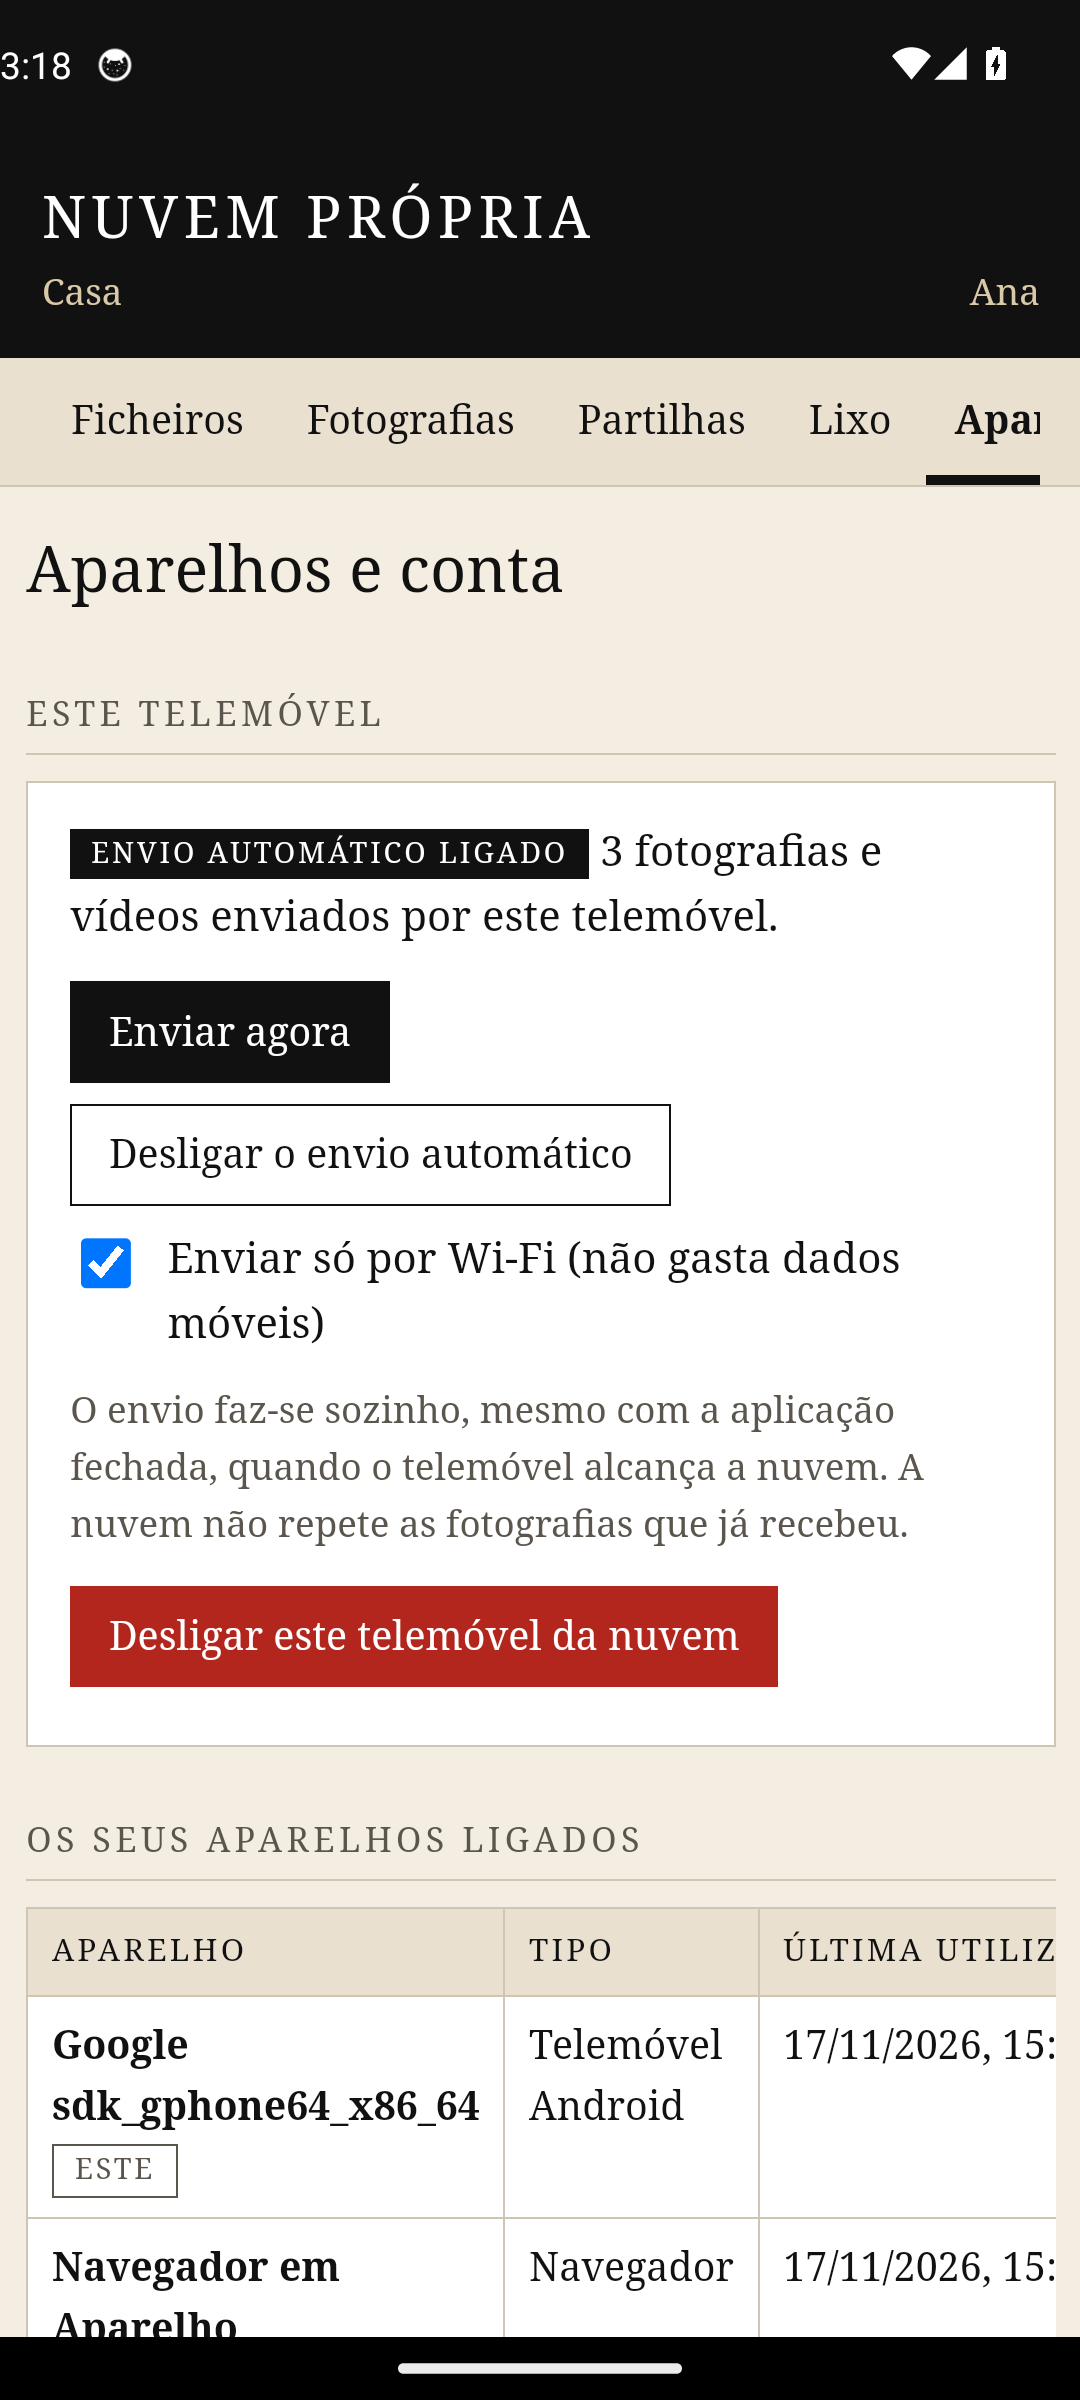 3:18
NUVEM PRÓPRIA
Casa
Ana
Ficheiros Fotografias Partilhas Lixo Apar
Aparelhos e conta
ESTE TELEMÓVEL
ENVIO AUTOMÁTICO LIGADO 3 fotografias e
vídeos enviados por este telemóvel.
Enviar agora
Desligar o envio automático
Enviar só por Wi-Fi (não gasta dados
móveis)
O envio faz-se sozinho, mesmo com a aplicação
fechada, quando o telemóvel alcança a nuvem. A
nuvem não repete as fotografias que já recebeu.
Desligar este telemóvel da nuvem
OS SEUS APARELHOS LIGADOS
APARELHO TIPO ÚLTIMA UTILIZ
Google Telemóvel 17/11/2026, 15:
sdk_gphone64_x86_64 Android
ESTE
Navegador em Navegador 17/11/2026, 15:
Aparelho